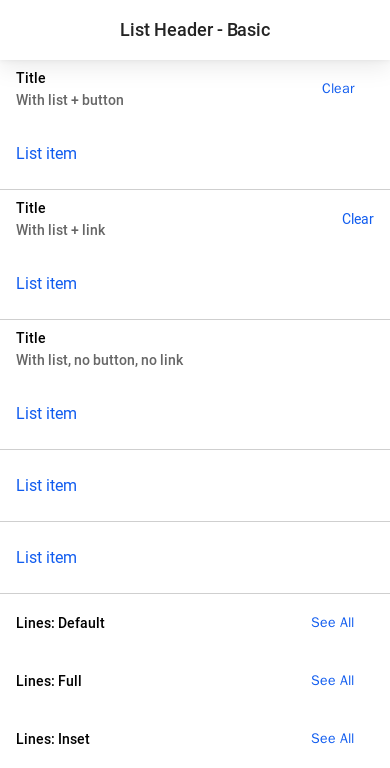 List Header - Basic
Title
With list + button
Clear
List item
Title
With list + link
Clear
List item
Title
With list, no button, no link
List item
List item
List item
Lines: Default
See All
Lines: Full
See All
Lines: Inset
See All